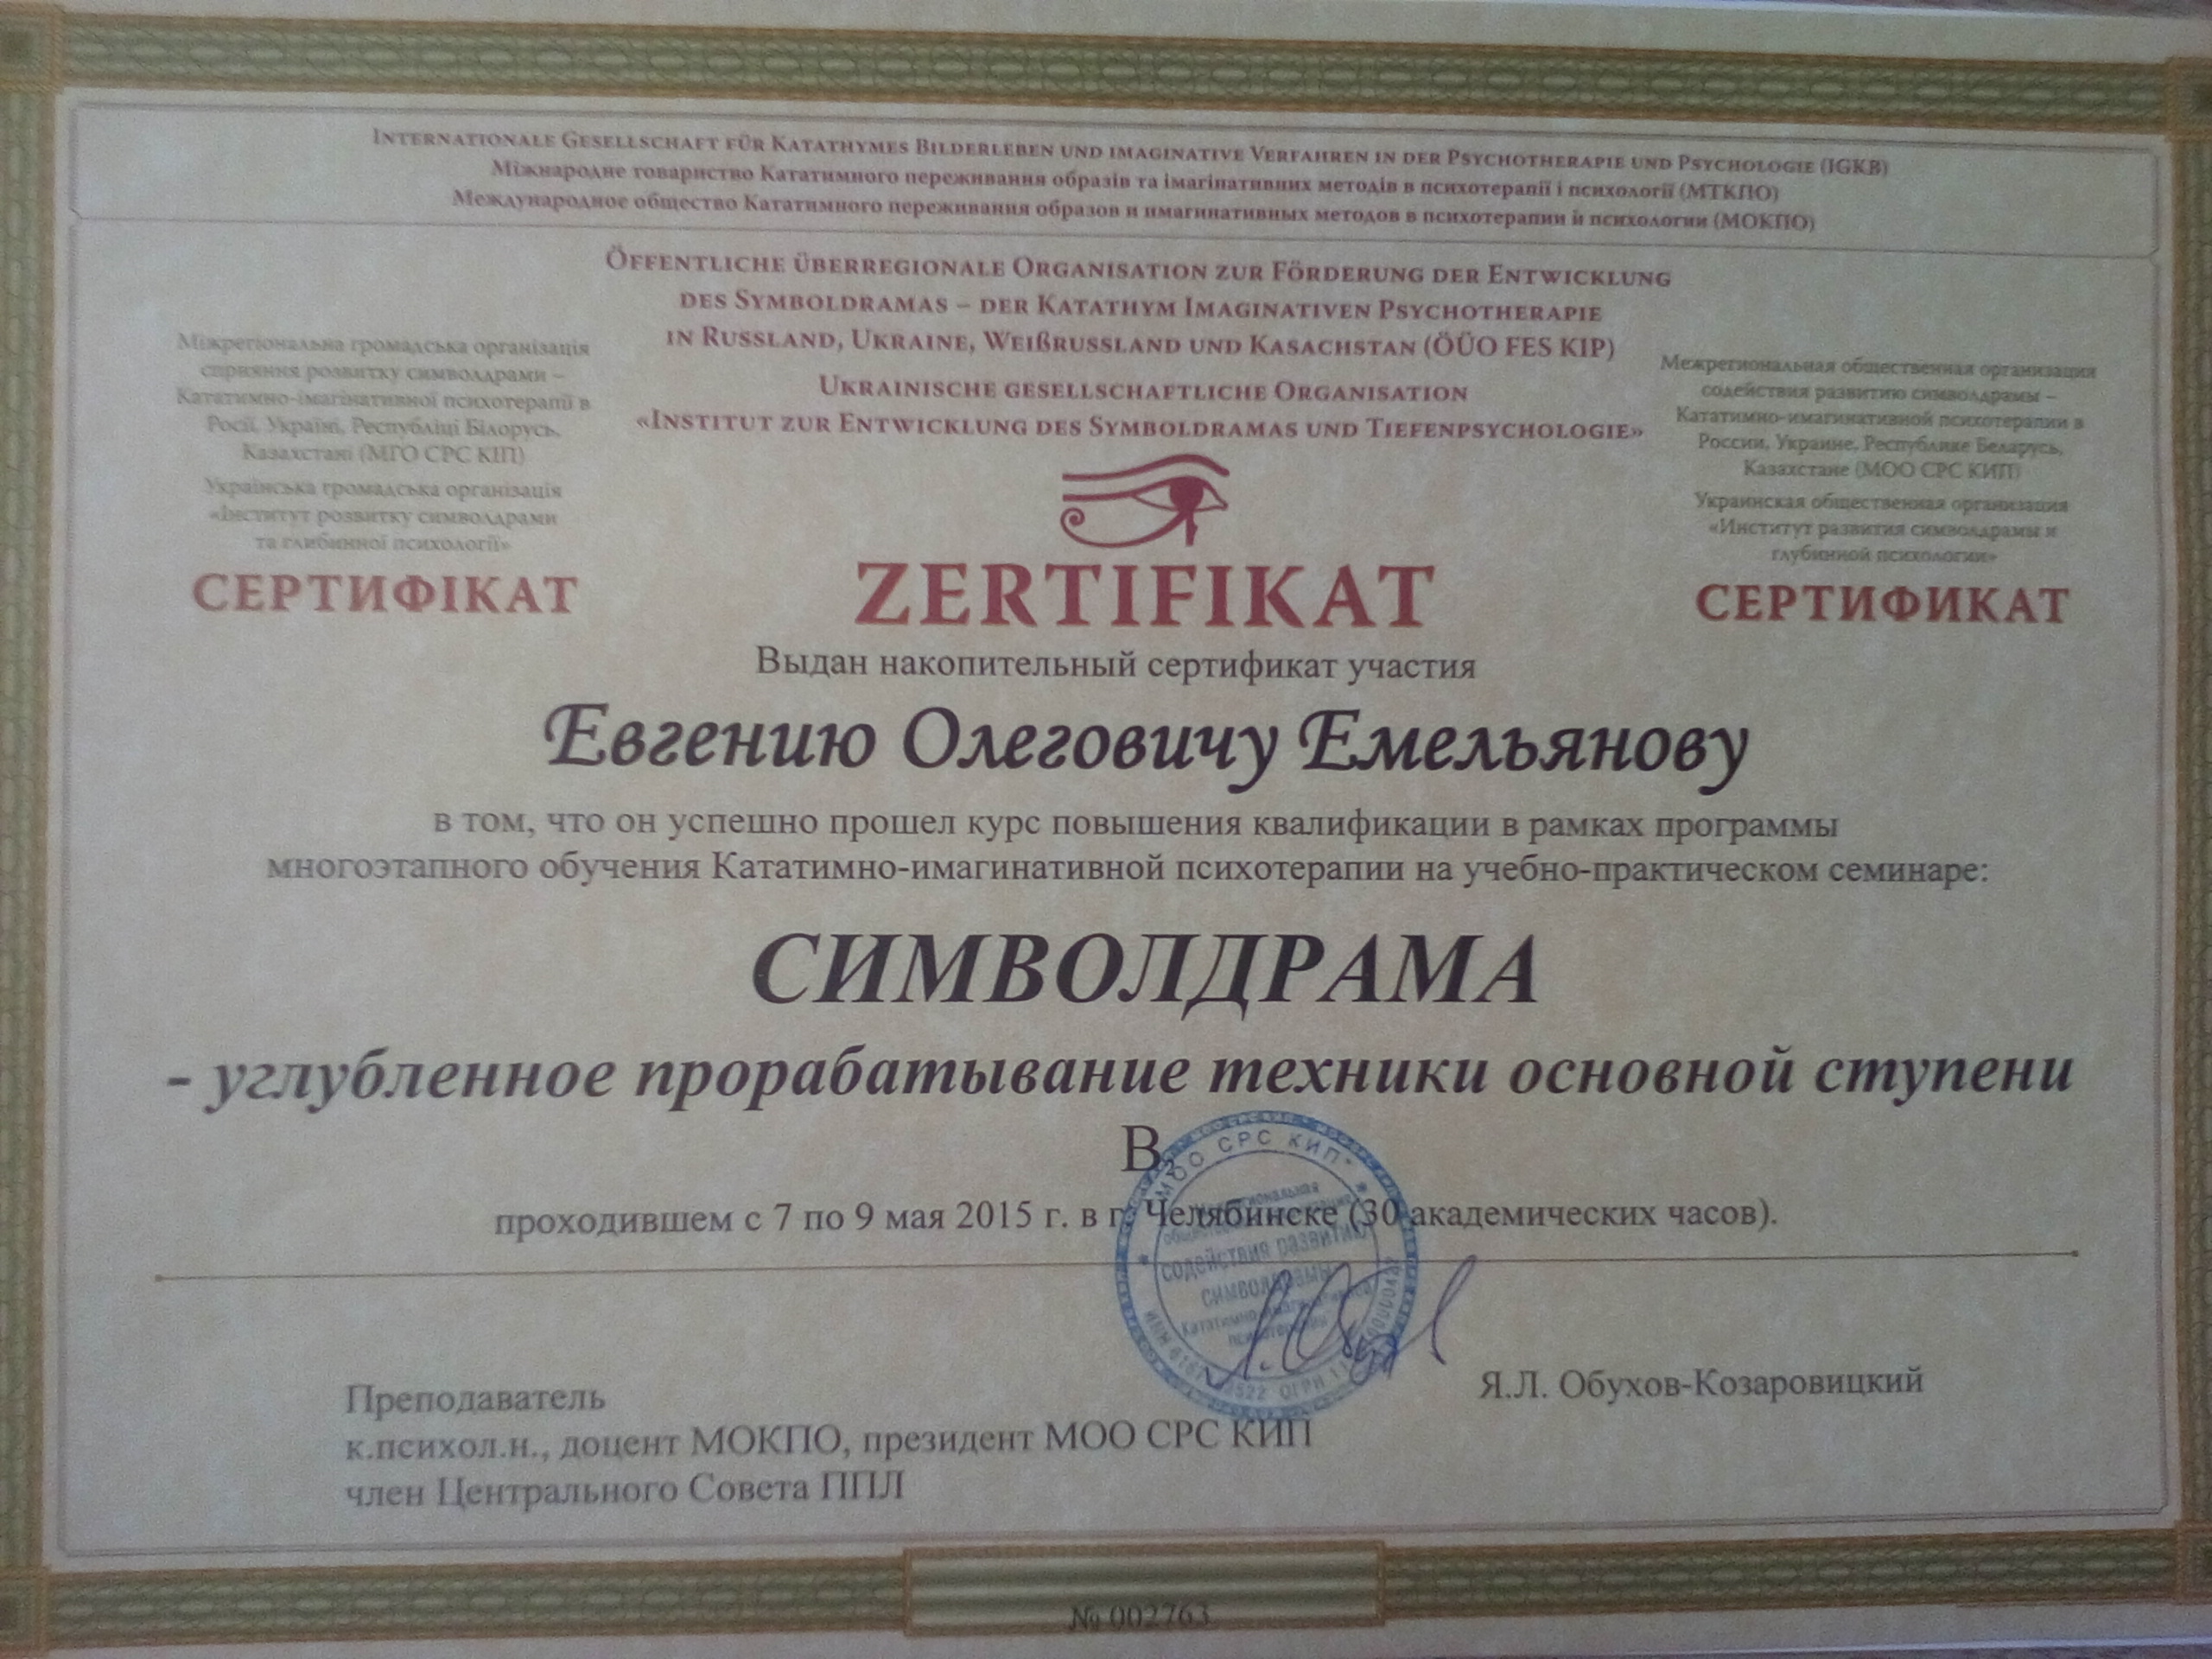 INTERNATIONALE GESELLSCHAFT FÜR KATATHYMES BILDERLEBEN UND IMAGINATIVE VERFAHREN IN DER PSYCHOTHERAPIE UND PSYCHOLOGIE (IGKB)
Міжнародне товариство Кататимного переживання образів та імагінативних методів в психотерапії і психології (МТКПО)
Международное общество Кататимного переживания образов и имагинативных методов в психотерапии и психологии (МОКПО)
ÖFFENTLICHE ÜBERREGIONALE ORGANISATION ZUR FÖRDERUNG DER ENTWICKLUNG
DES SYMBOLDRAMAS – DER KATATHYM IMAGINATIVEN PSYCHOTHERAPIE
IN RUSSLAND, UKRAINE, WEIßRUSSLAND UND KASACHSTAN (ÖÜO FES KIP)
UKRAINISCHE GESELLSCHAFTLICHE ORGANISATION
«INSTITUT ZUR ENTWICKLUNG DES SYMBOLDRAMAS UND TIEFENPSYCHOLOGIE»
Міжрегіональна громадська організація
сприяння розвитку символдрами –
Кататимно-імагінативної психотерапії в
Росії, Україні, Республіці Білорусь,
Казахстані (МГО СРС КІП)
Українська громадська організація
«Інститут розвитку символдрами
та глибинної психології»
СЕРТИФІКАТ
ZERTIFIKAT
Межрегиональная общественная организация
содействия развитию символдрамы –
Кататимно-имагинативной психотерапии в
России, Украине, Республике Беларусь,
Казахстане (МОО СРС КИП)
Украинская общественная организация
«Институт развития символдрамы и
глубинной психологии»
СЕРТИФИКАТ
Выдан накопительный сертификат участия
Евгению Олеговичу Емельянову
в том, что он успешно прошел курс повышения квалификации в рамках программы
многоэтапного обучения Кататимно-имагинативной психотерапии на учебно-практическом семинаре:
СИМВОЛДРАМА
- углубленное прорабатывание техники основной ступени
В,
проходившем с 7 по 9 мая 2015 г. в г. Челябинске (30 академических часов).
МОО СРС КИП
содействия развитию
символдрамы
Преподаватель
к.психол.н., доцент МОКПО, президент МОО СРС КИП
член Центрального Совета ППЛ
Я.Л. Обухов-Козаровицкий
№ 002763